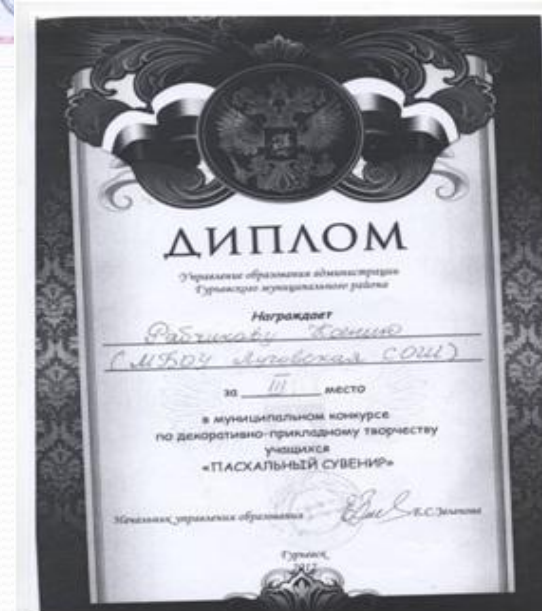 ДИПЛОМ
Управление образования администрации
Гурьевского муниципального района
Награждает
Рябчикову Ксению
(МБОУ Луговская СОШ)
за III место
в муниципальном конкурсе
по декоративно-прикладному творчеству
учащихся
«ПАСХАЛЬНЫЙ СУВЕНИР»
Начальник управления образования
Гурьевск